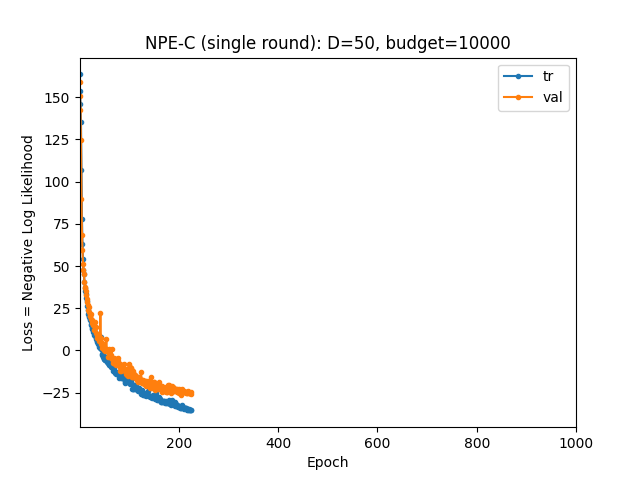 NPE-C (single round): D=50, budget=10000
tr
val
Loss = Negative Log Likelihood
150
125
100
75
50
25
0
−25
200
400
600
800
1000
Epoch